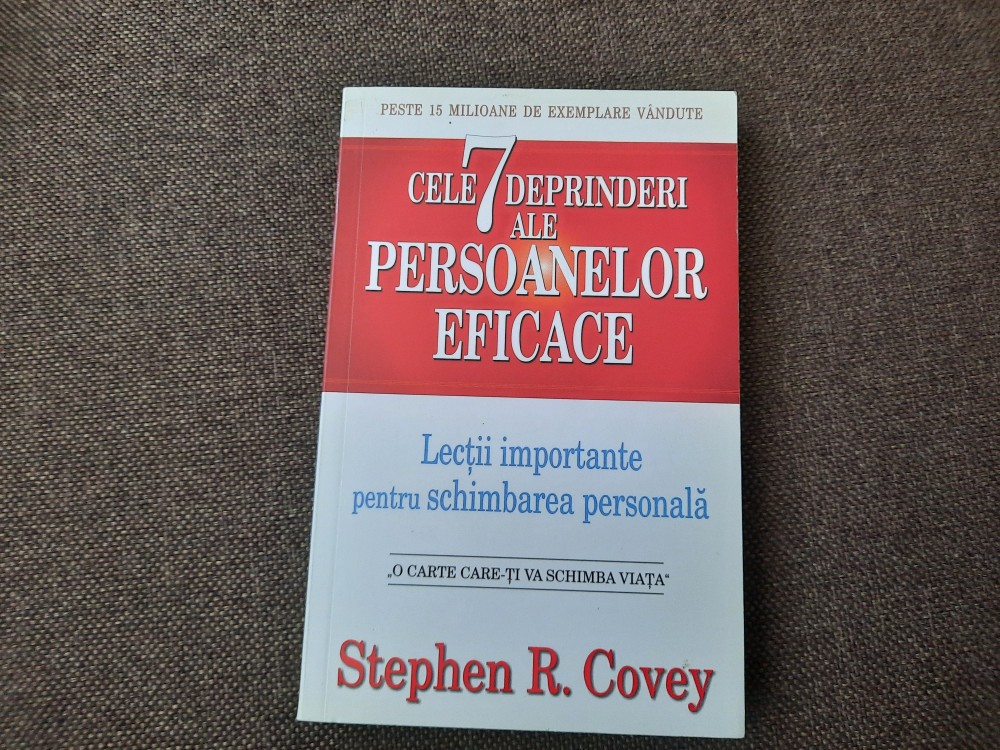 PESTE 15 MILIOANE DE EXEMPLARE VÂNDUTE
CELE 7 DEPRINDERI
ALE
PERSOANELOR
EFICACE
Lecții importante
pentru schimbarea personală
„O CARTE CARE-ȚI VA SCHIMBA VIAȚA“
Stephen R. Covey